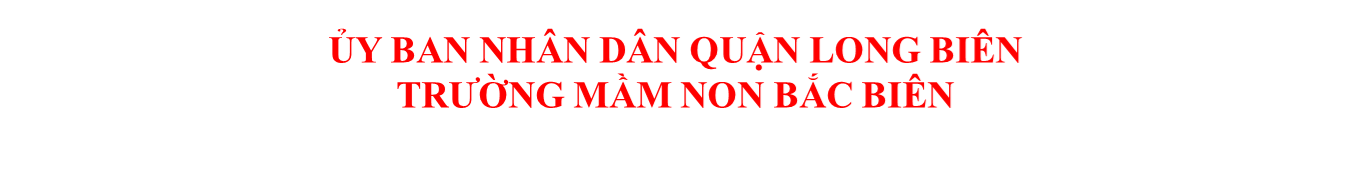 ỦY BAN NHÂN DÂN QUẬN LONG BIÊN
TRƯỜNG MẦM NON BẮC BIÊN